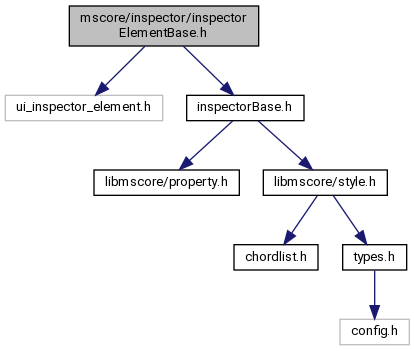 mscore/inspector/inspector
ElementBase.h
ui_inspector_element.h
inspectorBase.h
libmscore/property.h
libmscore/style.h
chordlist.h
types.h
config.h